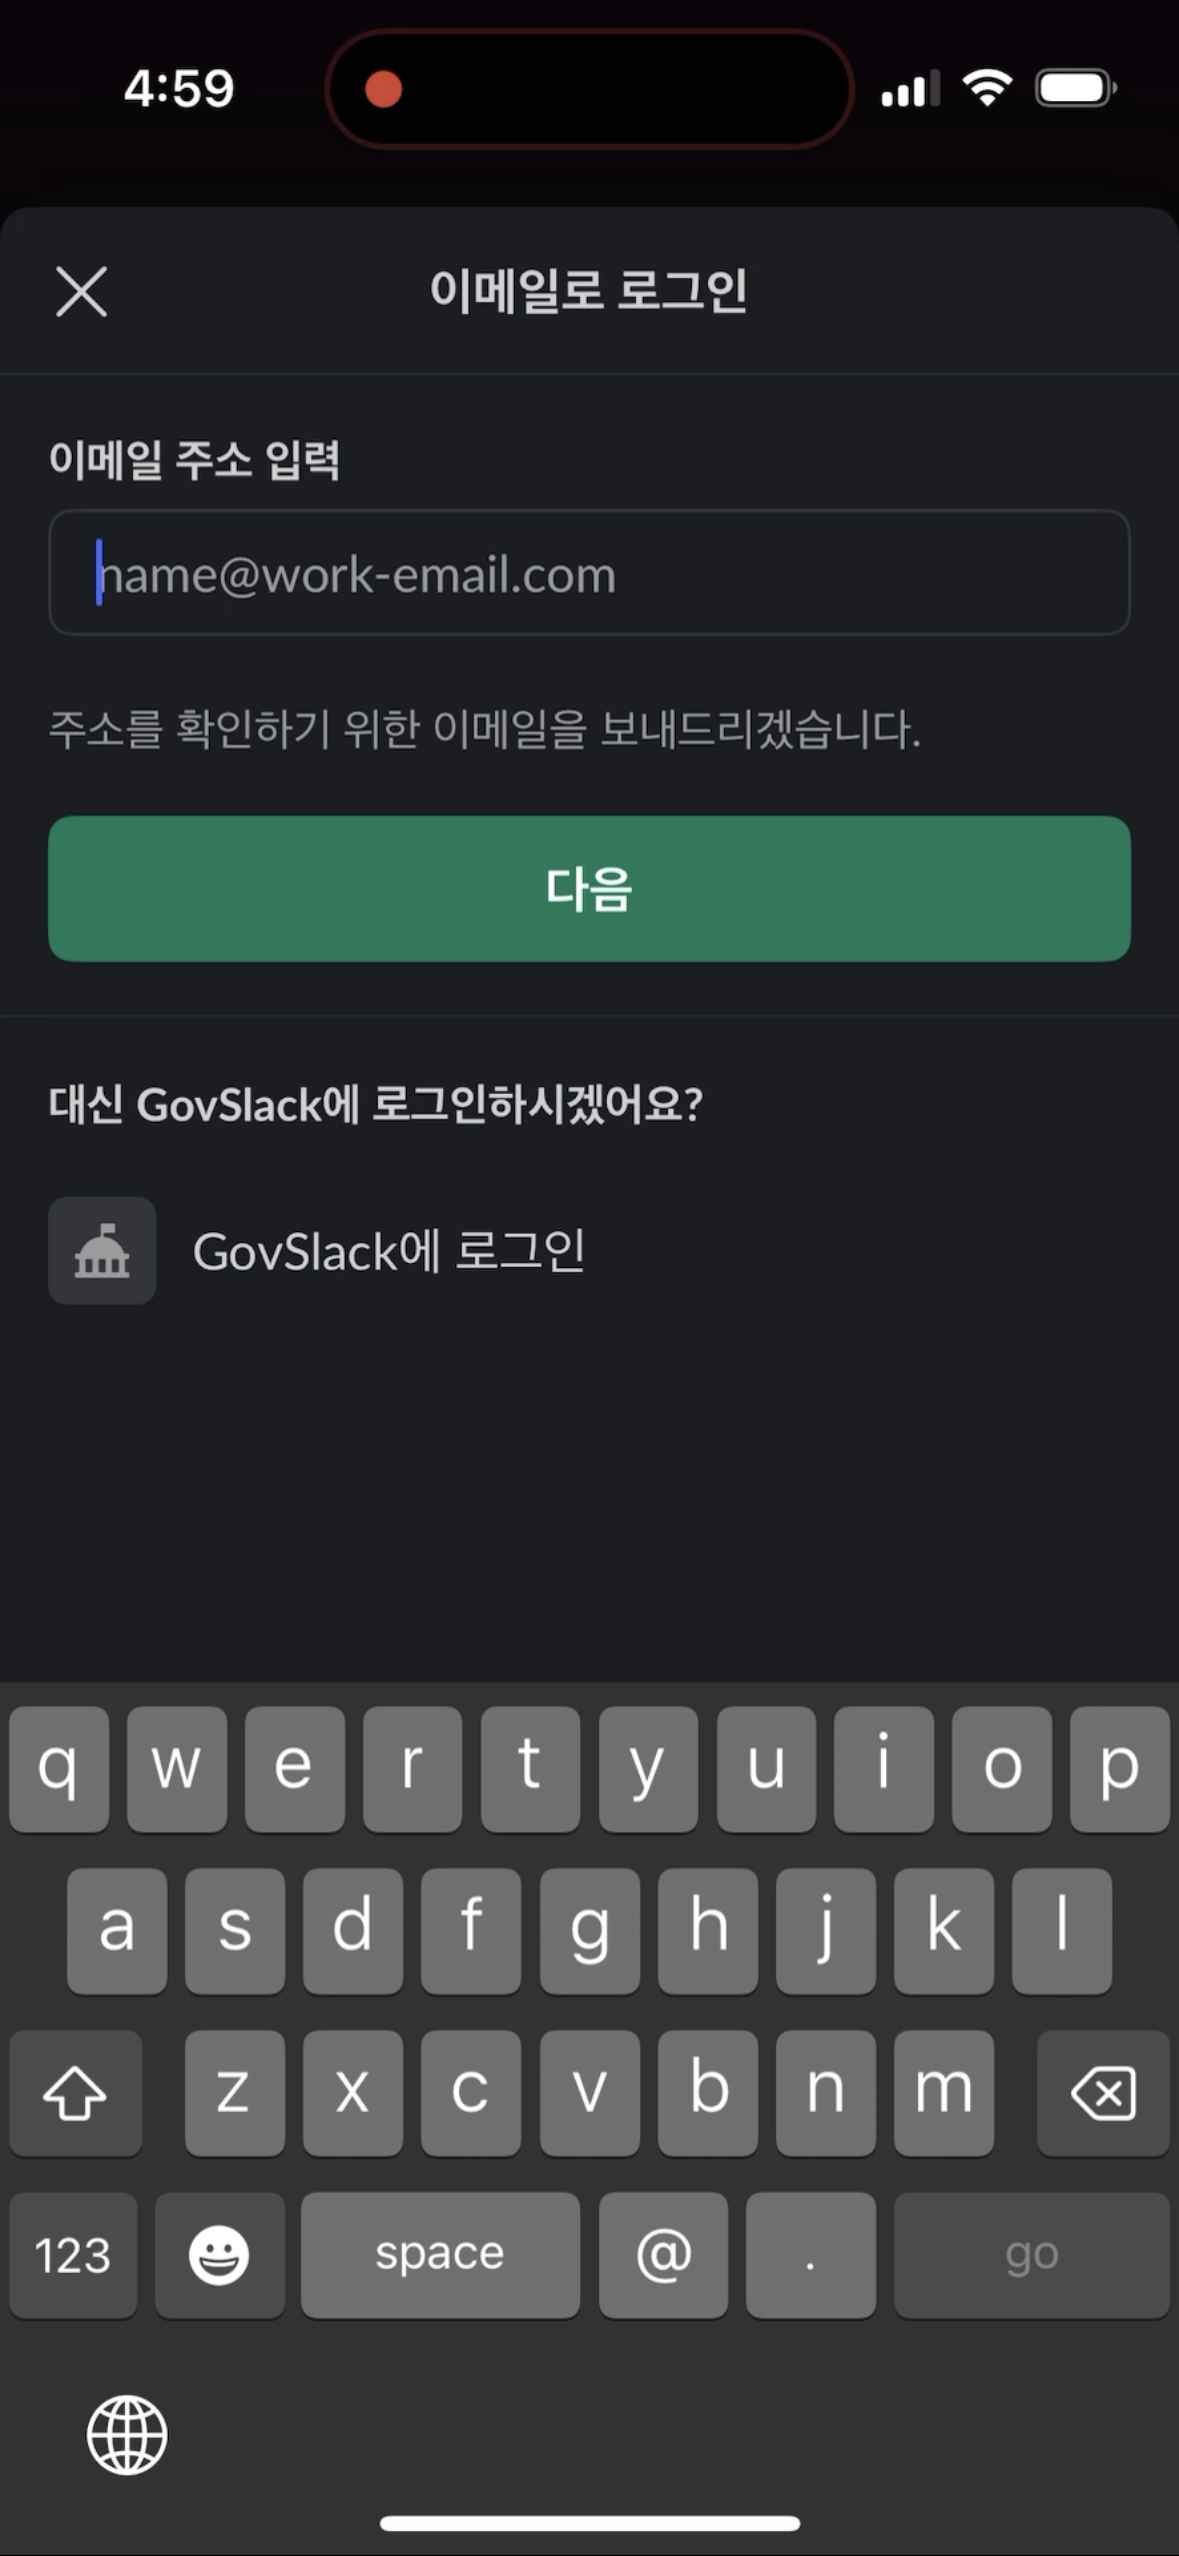 4:59
이메일로 로그인
이메일 주소 입력
name@work-email.com
주소를 확인하기 위한 이메일을 보내드리겠습니다.
다음
대신 GovSlack에 로그인하시겠어요?
GovSlack에 로그인
q w e r t y u i o p
a s d f g h j k l
z x c v b n m
123 space @ . go